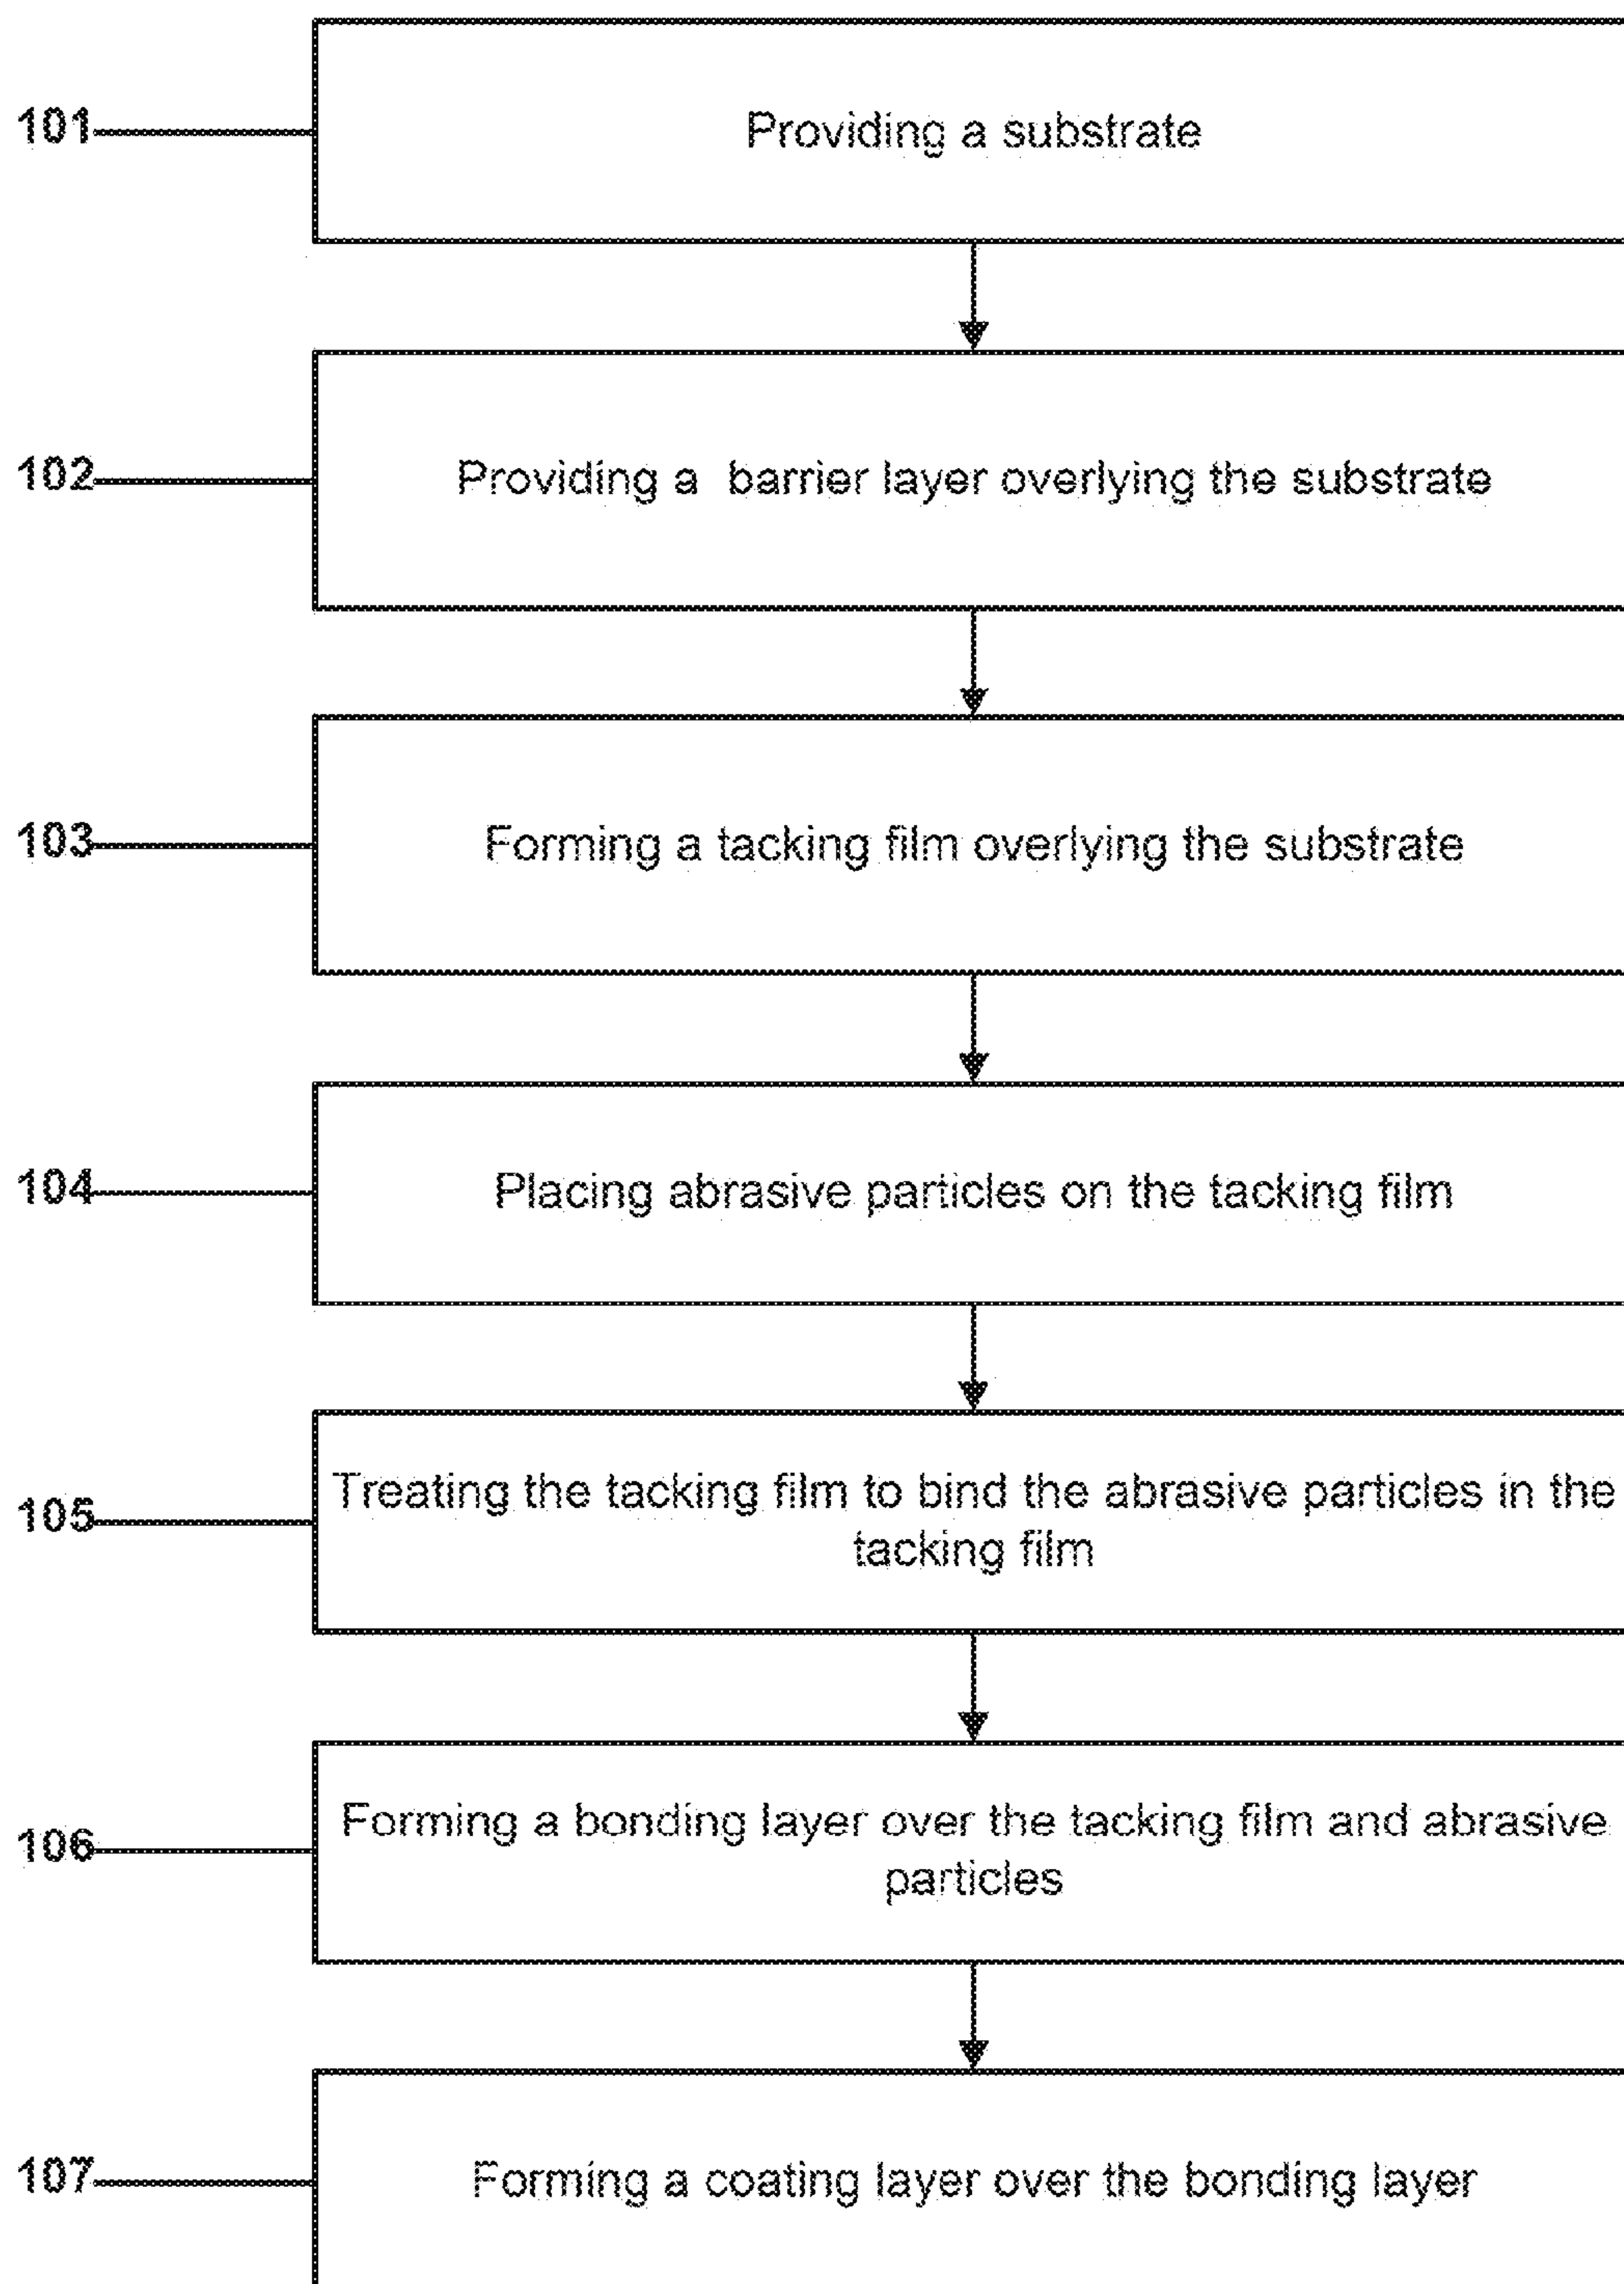 101
Providing a substrate
102
Providing a barrier layer overlying the substrate
103
Forming a tacking film overlying the substrate
104
Placing abrasive particles on the tacking film
105
Treating the tacking film to bind the abrasive particles in the
tacking film
106
Forming a bonding layer over the tacking film and abrasive
particles
107
Forming a coating layer over the bonding layer